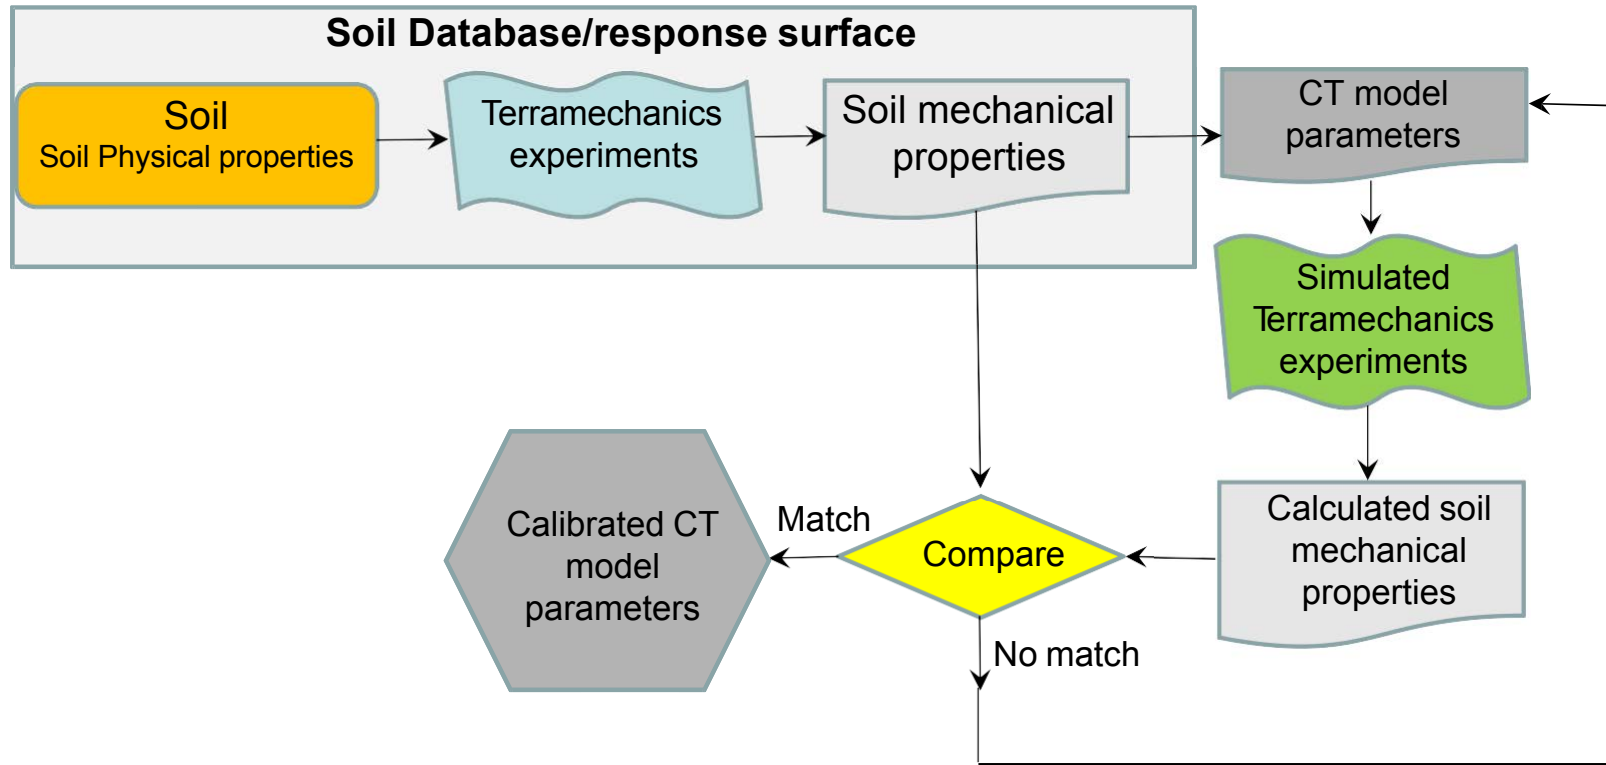 Soil Database/response surface
Soil
Soil Physical properties
Terramechanics
experiments
Soil mechanical
properties
CT model
parameters
Simulated
Terramechanics
experiments
Calculated soil
mechanical
properties
Compare
Match
No match
Calibrated CT
model
parameters